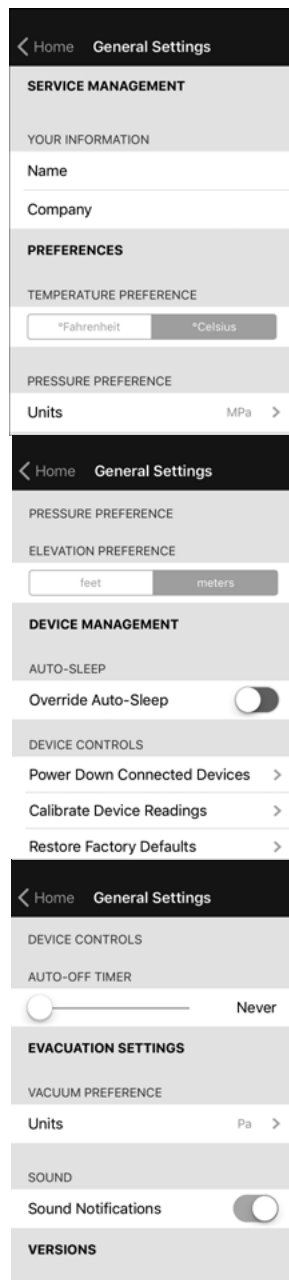 Home General Settings
SERVICE MANAGEMENT
YOUR INFORMATION
Name
Company
PREFERENCES
TEMPERATURE PREFERENCE
°Fahrenheit °Celsius
PRESSURE PREFERENCE
Units MPa
Home General Settings
PRESSURE PREFERENCE
ELEVATION PREFERENCE
feet meters
DEVICE MANAGEMENT
AUTO-SLEEP
Override Auto-Sleep
DEVICE CONTROLS
Power Down Connected Devices
Calibrate Device Readings
Restore Factory Defaults
Home General Settings
DEVICE CONTROLS
AUTO-OFF TIMER
Never
EVACUATION SETTINGS
VACUUM PREFERENCE
Units Pa
SOUND
Sound Notifications
VERSIONS